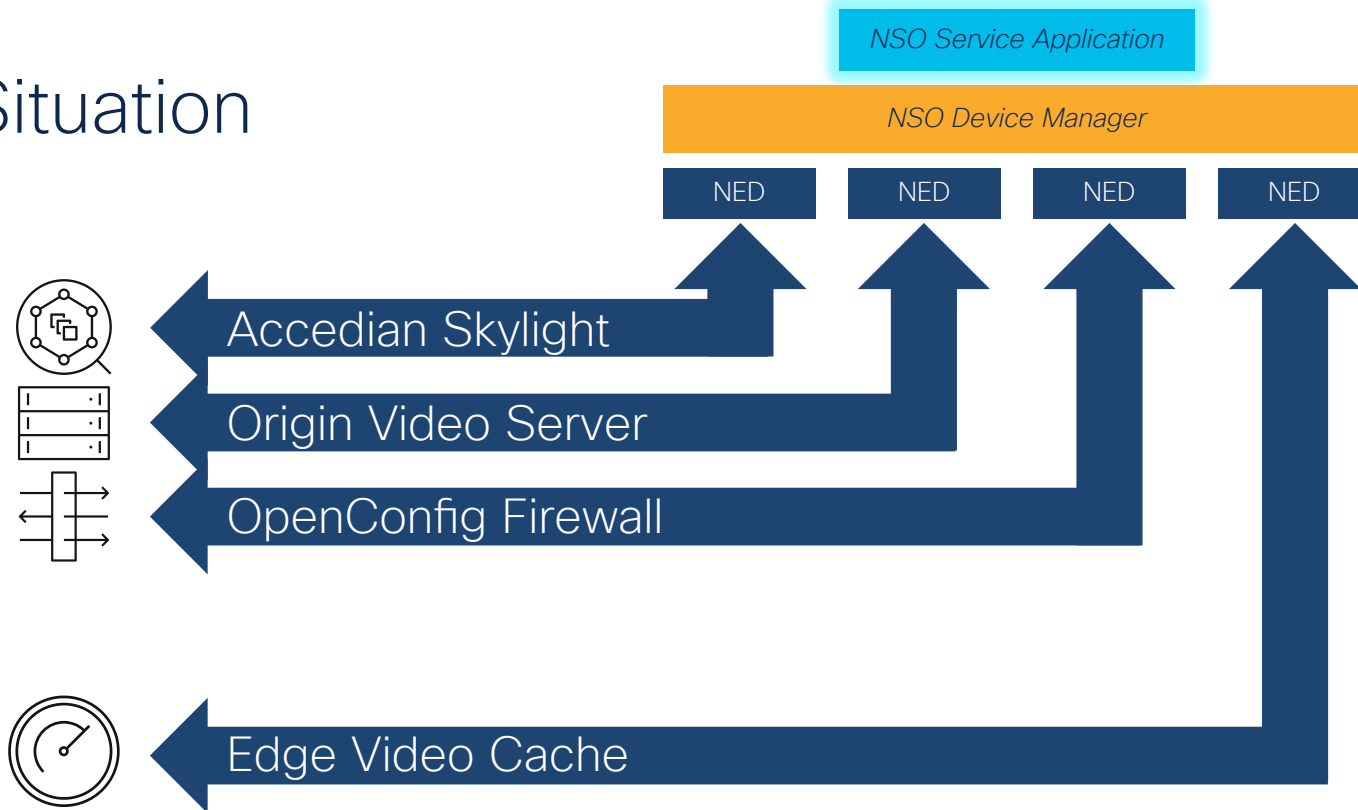 Situation
NSO Service Application
NSO Device Manager
NED NED NED NED
Accedian Skylight
Origin Video Server
OpenConfig Firewall
Edge Video Cache